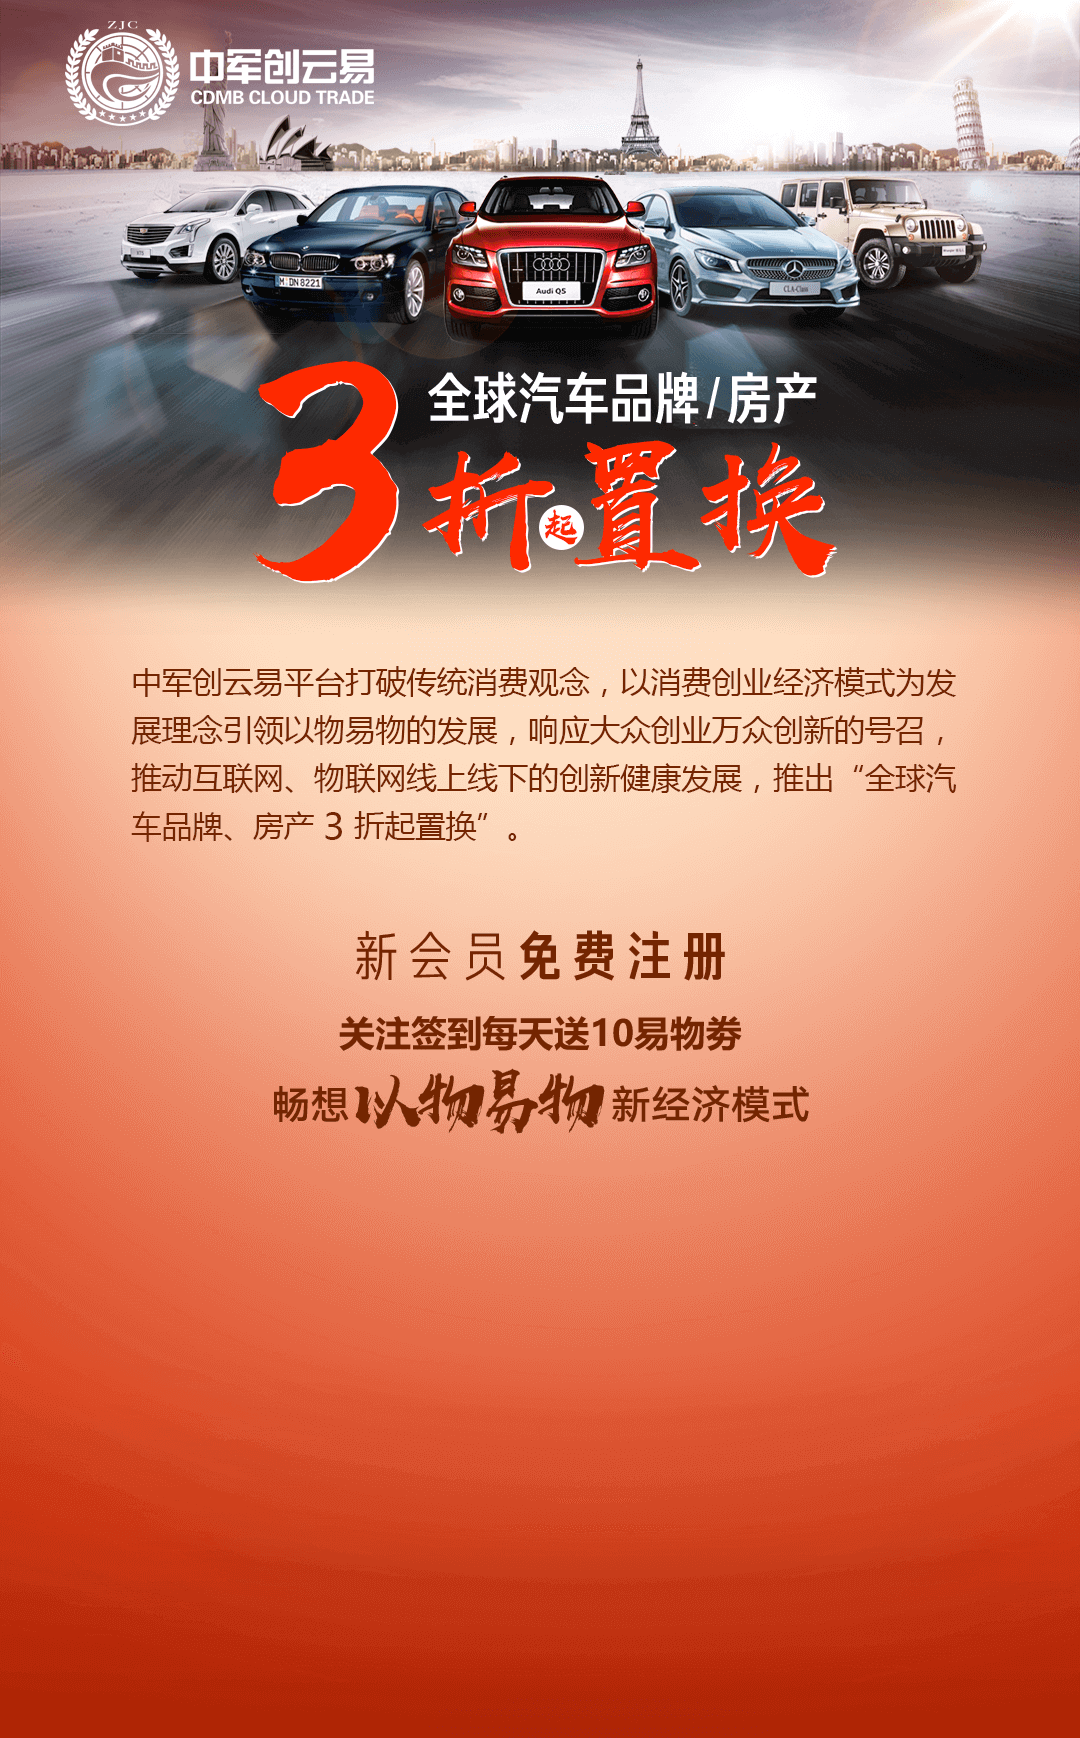 ZJC
中军创云易
CDMB CLOUD TRADE
M·DN 8221
Audi Q5
CLA-Class
全球汽车品牌/房产
3折起置换
中军创云易平台打破传统消费观念，以消费创业经济模式为发
展理念引领以物易物的发展，响应大众创业万众创新的号召，
推动互联网、物联网线上线下的创新健康发展，推出“全球汽
车品牌、房产 3 折起置换”。
新会员免费注册
关注签到每天送10易物劵
畅想以物易物新经济模式